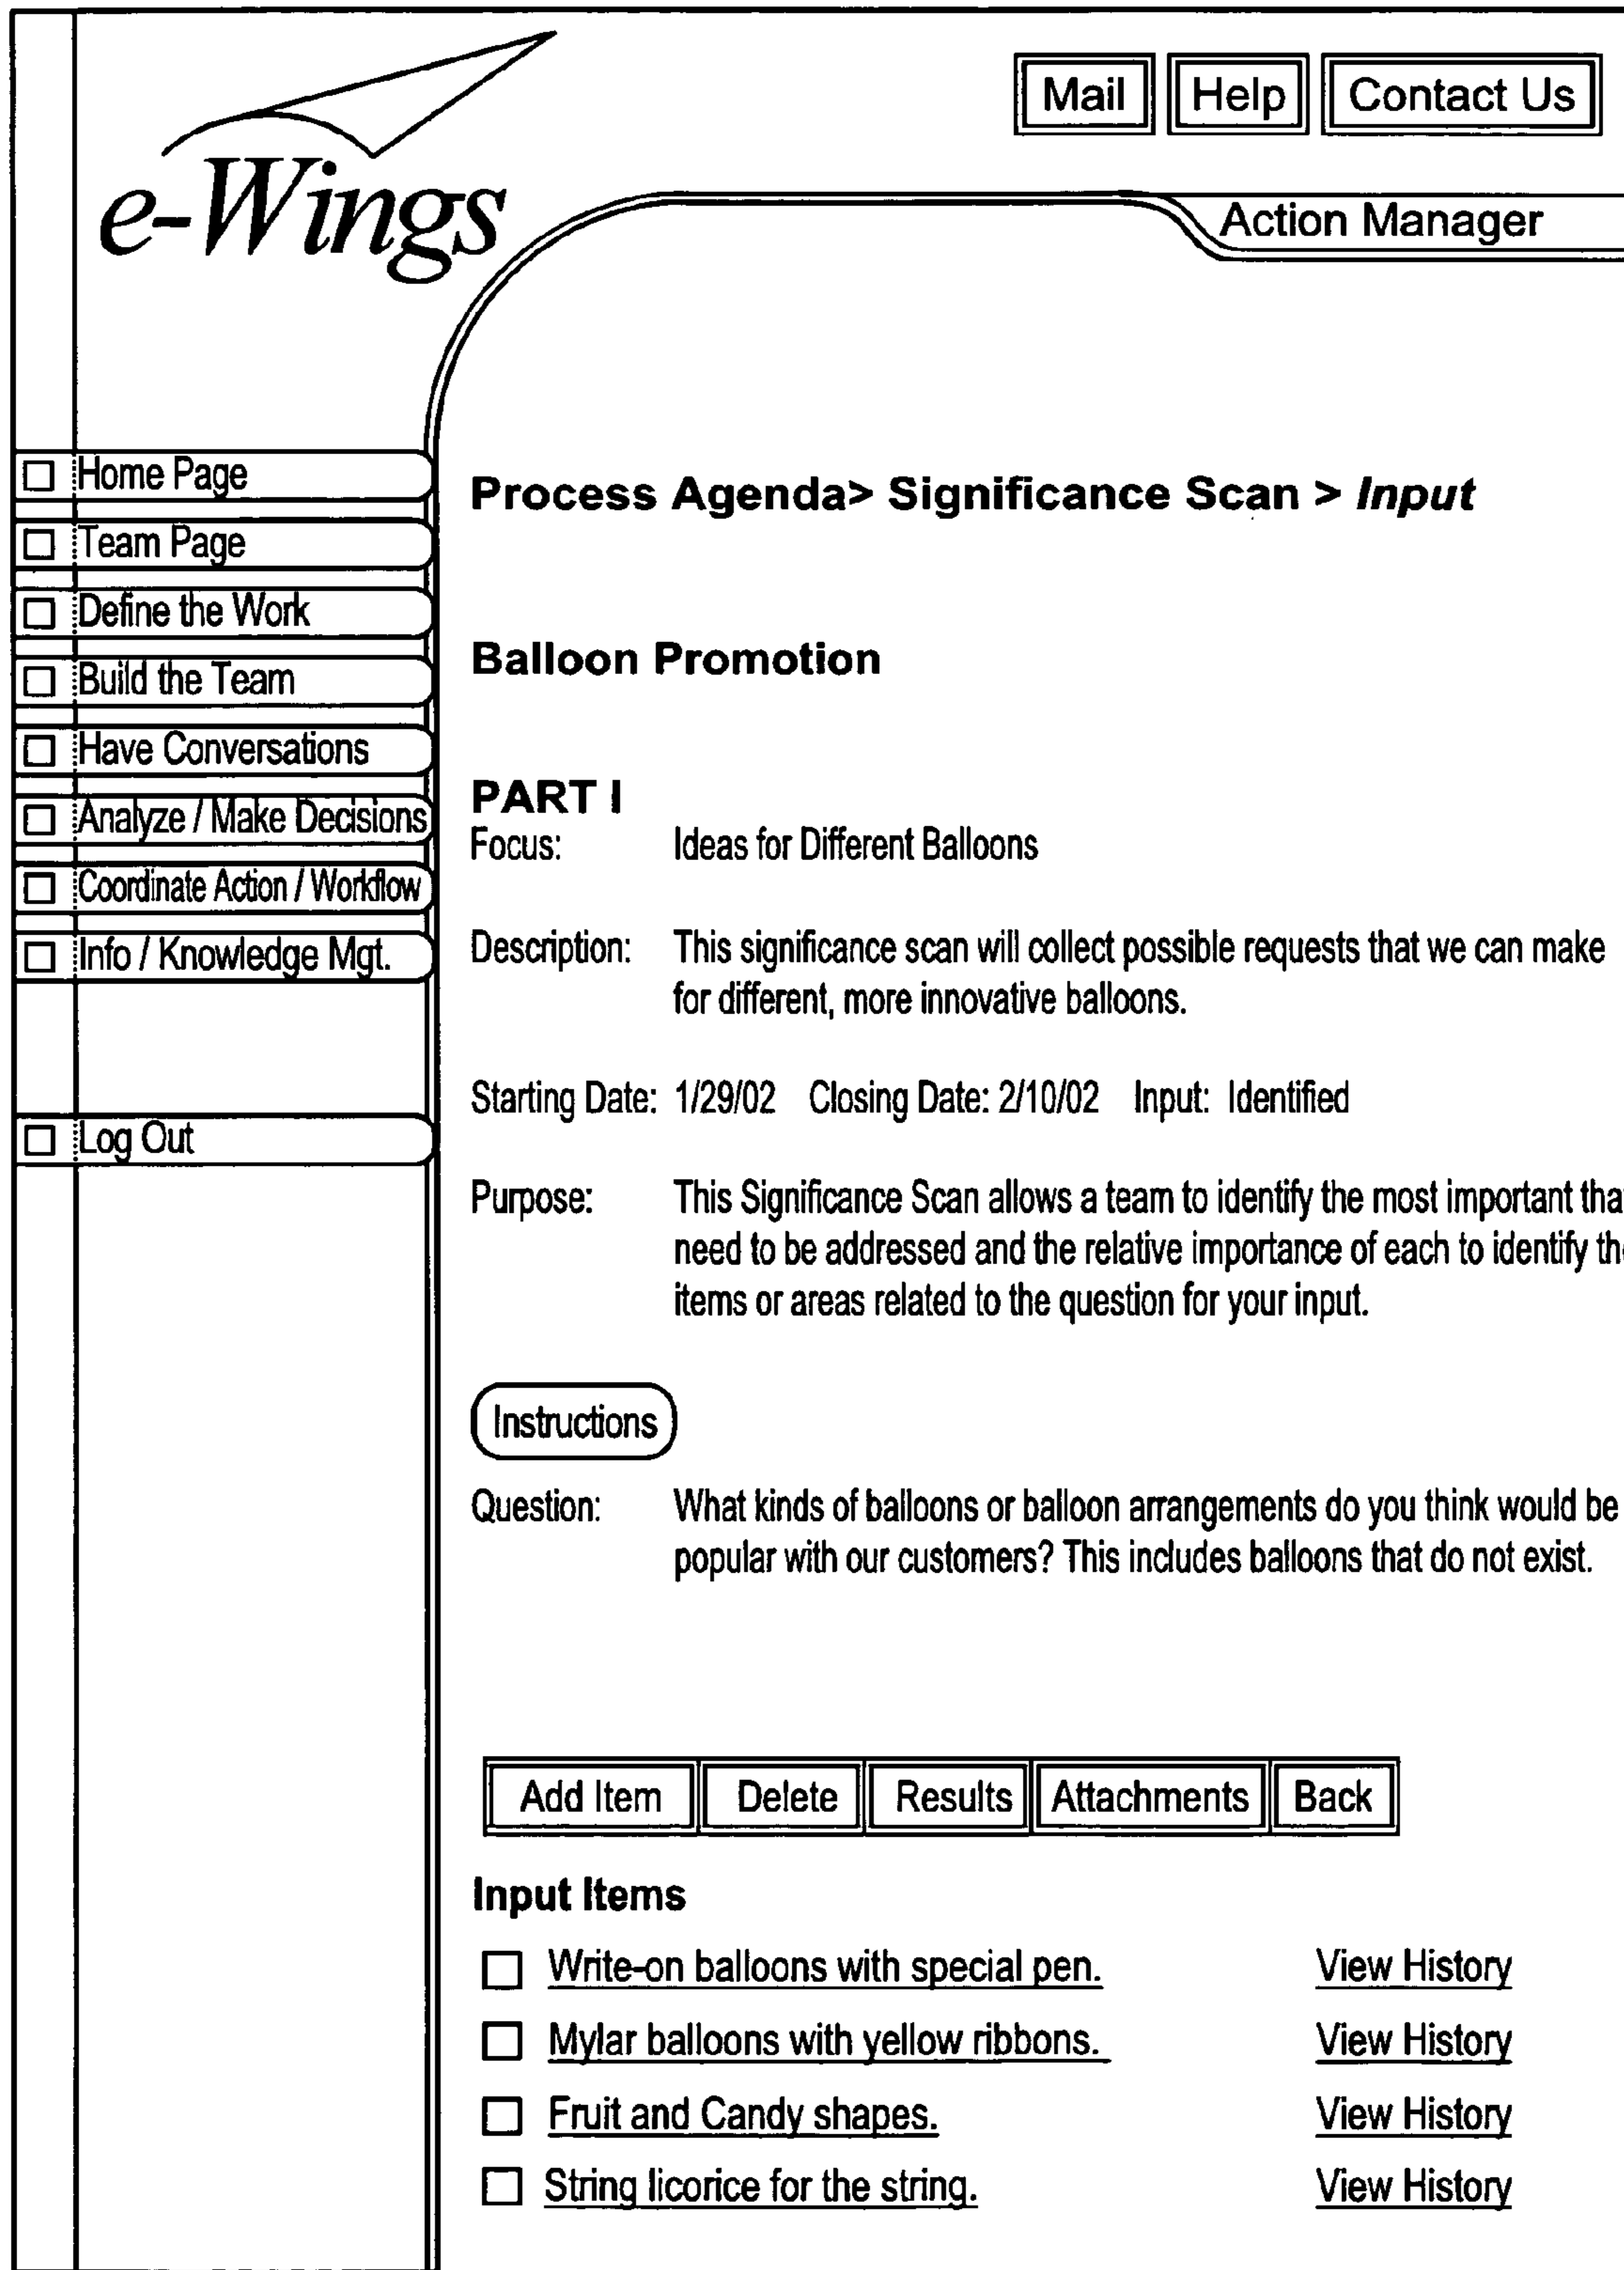 e-Wings
Mail Help Contact Us
Action Manager
Home Page
Team Page
Define the Work
Build the Team
Have Conversations
Analyze / Make Decisions
Coordinate Action / Workflow
Info / Knowledge Mgt.
Log Out
Process Agenda> Significance Scan > Input
Balloon Promotion
PART I
Focus: Ideas for Different Balloons
Description: This significance scan will collect possible requests that we can make
for different, more innovative balloons.
Starting Date: 1/29/02 Closing Date: 2/10/02 Input: Identified
Purpose: This Significance Scan allows a team to identify the most important
need to be addressed and the relative importance of each to identify
items or areas related to the question for your input.
Instructions
Question: What kinds of balloons or balloon arrangements do you think would be
popular with our customers? This includes balloons that do not exist.
Add Item Delete Results Attachments Back
Input Items
Write-on balloons with special pen. View History
Mylar balloons with yellow ribbons. View History
Fruit and Candy shapes. View History
String licorice for the string. View History